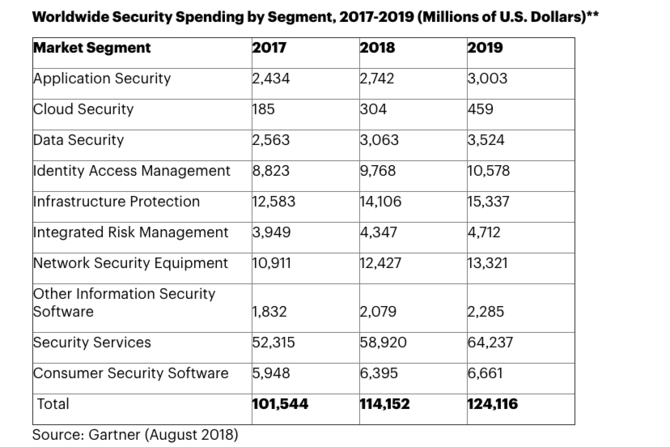 Worldwide Security Spending by Segment, 2017-2019 (Millions of U.S. Dollars)**
Market Segment 2017 2018 2019
Application Security 2,434 2,742 3,003
Cloud Security 185 304 459
Data Security 2,563 3,063 3,524
Identity Access Management 8,823 9,768 10,578
Infrastructure Protection 12,583 14,106 15,337
Integrated Risk Management 3,949 4,347 4,712
Network Security Equipment 10,911 12,427 13,321
Other Information Security
Software 1,832 2,079 2,285
Security Services 52,315 58,920 64,237
Consumer Security Software 5,948 6,395 6,661
Total 101,544 114,152 124,116
Source: Gartner (August 2018)